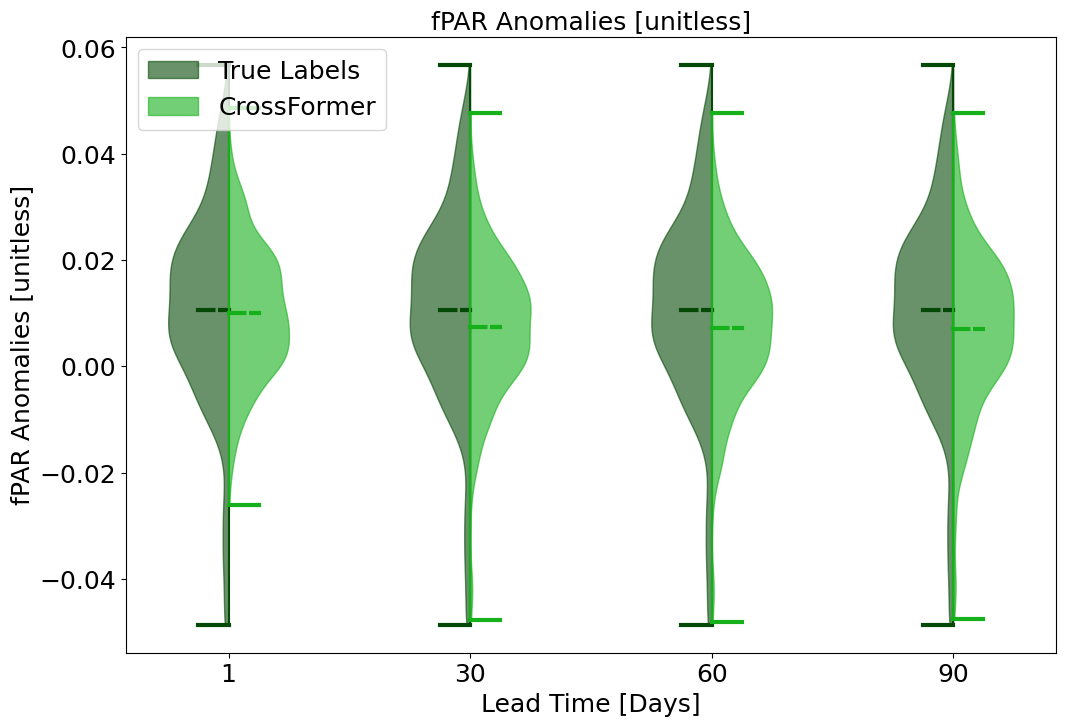 fPAR Anomalies [unitless]
True Labels
CrossFormer
0.06
0.04
0.02
0.00
−0.02
−0.04
fPAR Anomalies [unitless]
1 30 60 90
Lead Time [Days]